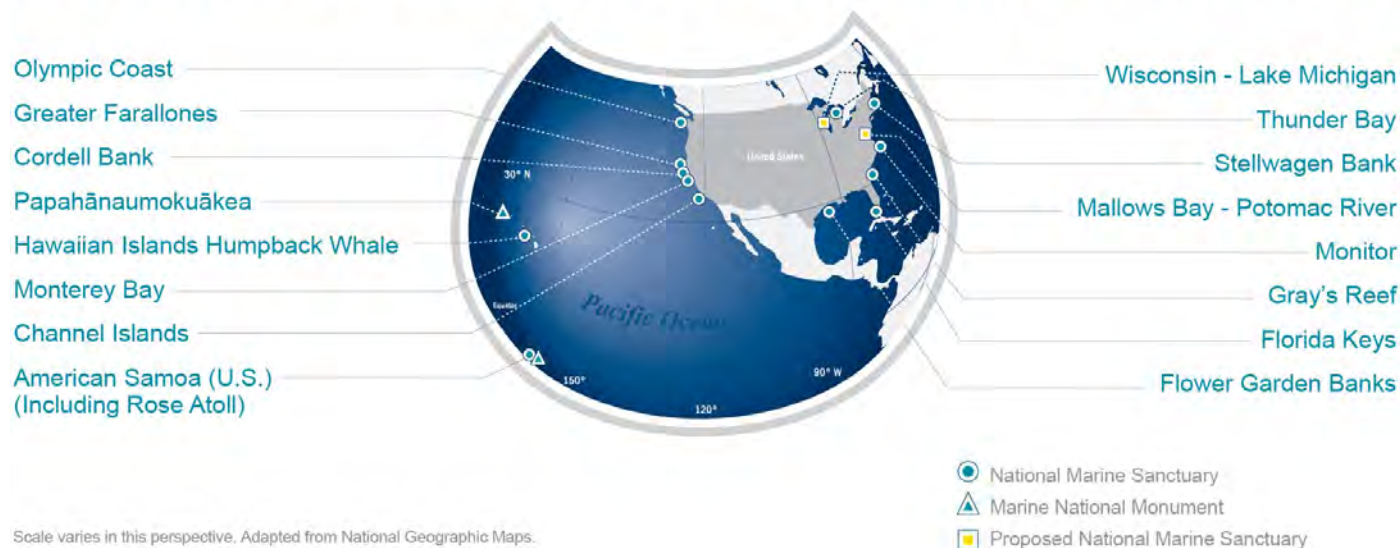 Olympic Coast
Greater Farallones
Cordell Bank
Papahānaumokuākea
Hawaiian Islands Humpback Whale
Monterey Bay
Channel Islands
American Samoa (U.S.)
(Including Rose Atoll)
30° N
United States
Pacific Ocean
Equator
150°
120°
90° W
Wisconsin - Lake Michigan
Thunder Bay
Stellwagen Bank
Mallows Bay - Potomac River
Monitor
Gray's Reef
Florida Keys
Flower Garden Banks
National Marine Sanctuary
Marine National Monument
Proposed National Marine Sanctuary
Scale varies in this perspective. Adapted from National Geographic Maps.